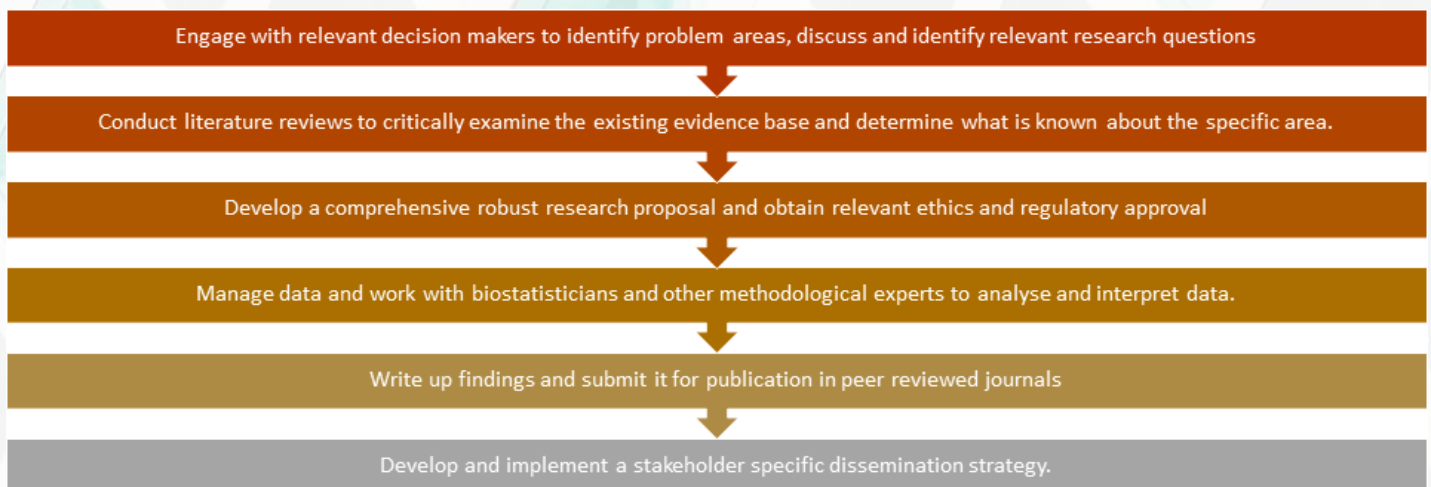 Engage with relevant decision makers to identify problem areas, discuss and identify relevant research questions
Conduct literature reviews to critically examine the existing evidence base and determine what is known about the specific area.
Develop a comprehensive robust research proposal and obtain relevant ethics and regulatory approval
Manage data and work with biostatisticians and other methodological experts to analyse and interpret data.
Write up findings and submit it for publication in peer reviewed journals
Develop and implement a stakeholder specific dissemination strategy.